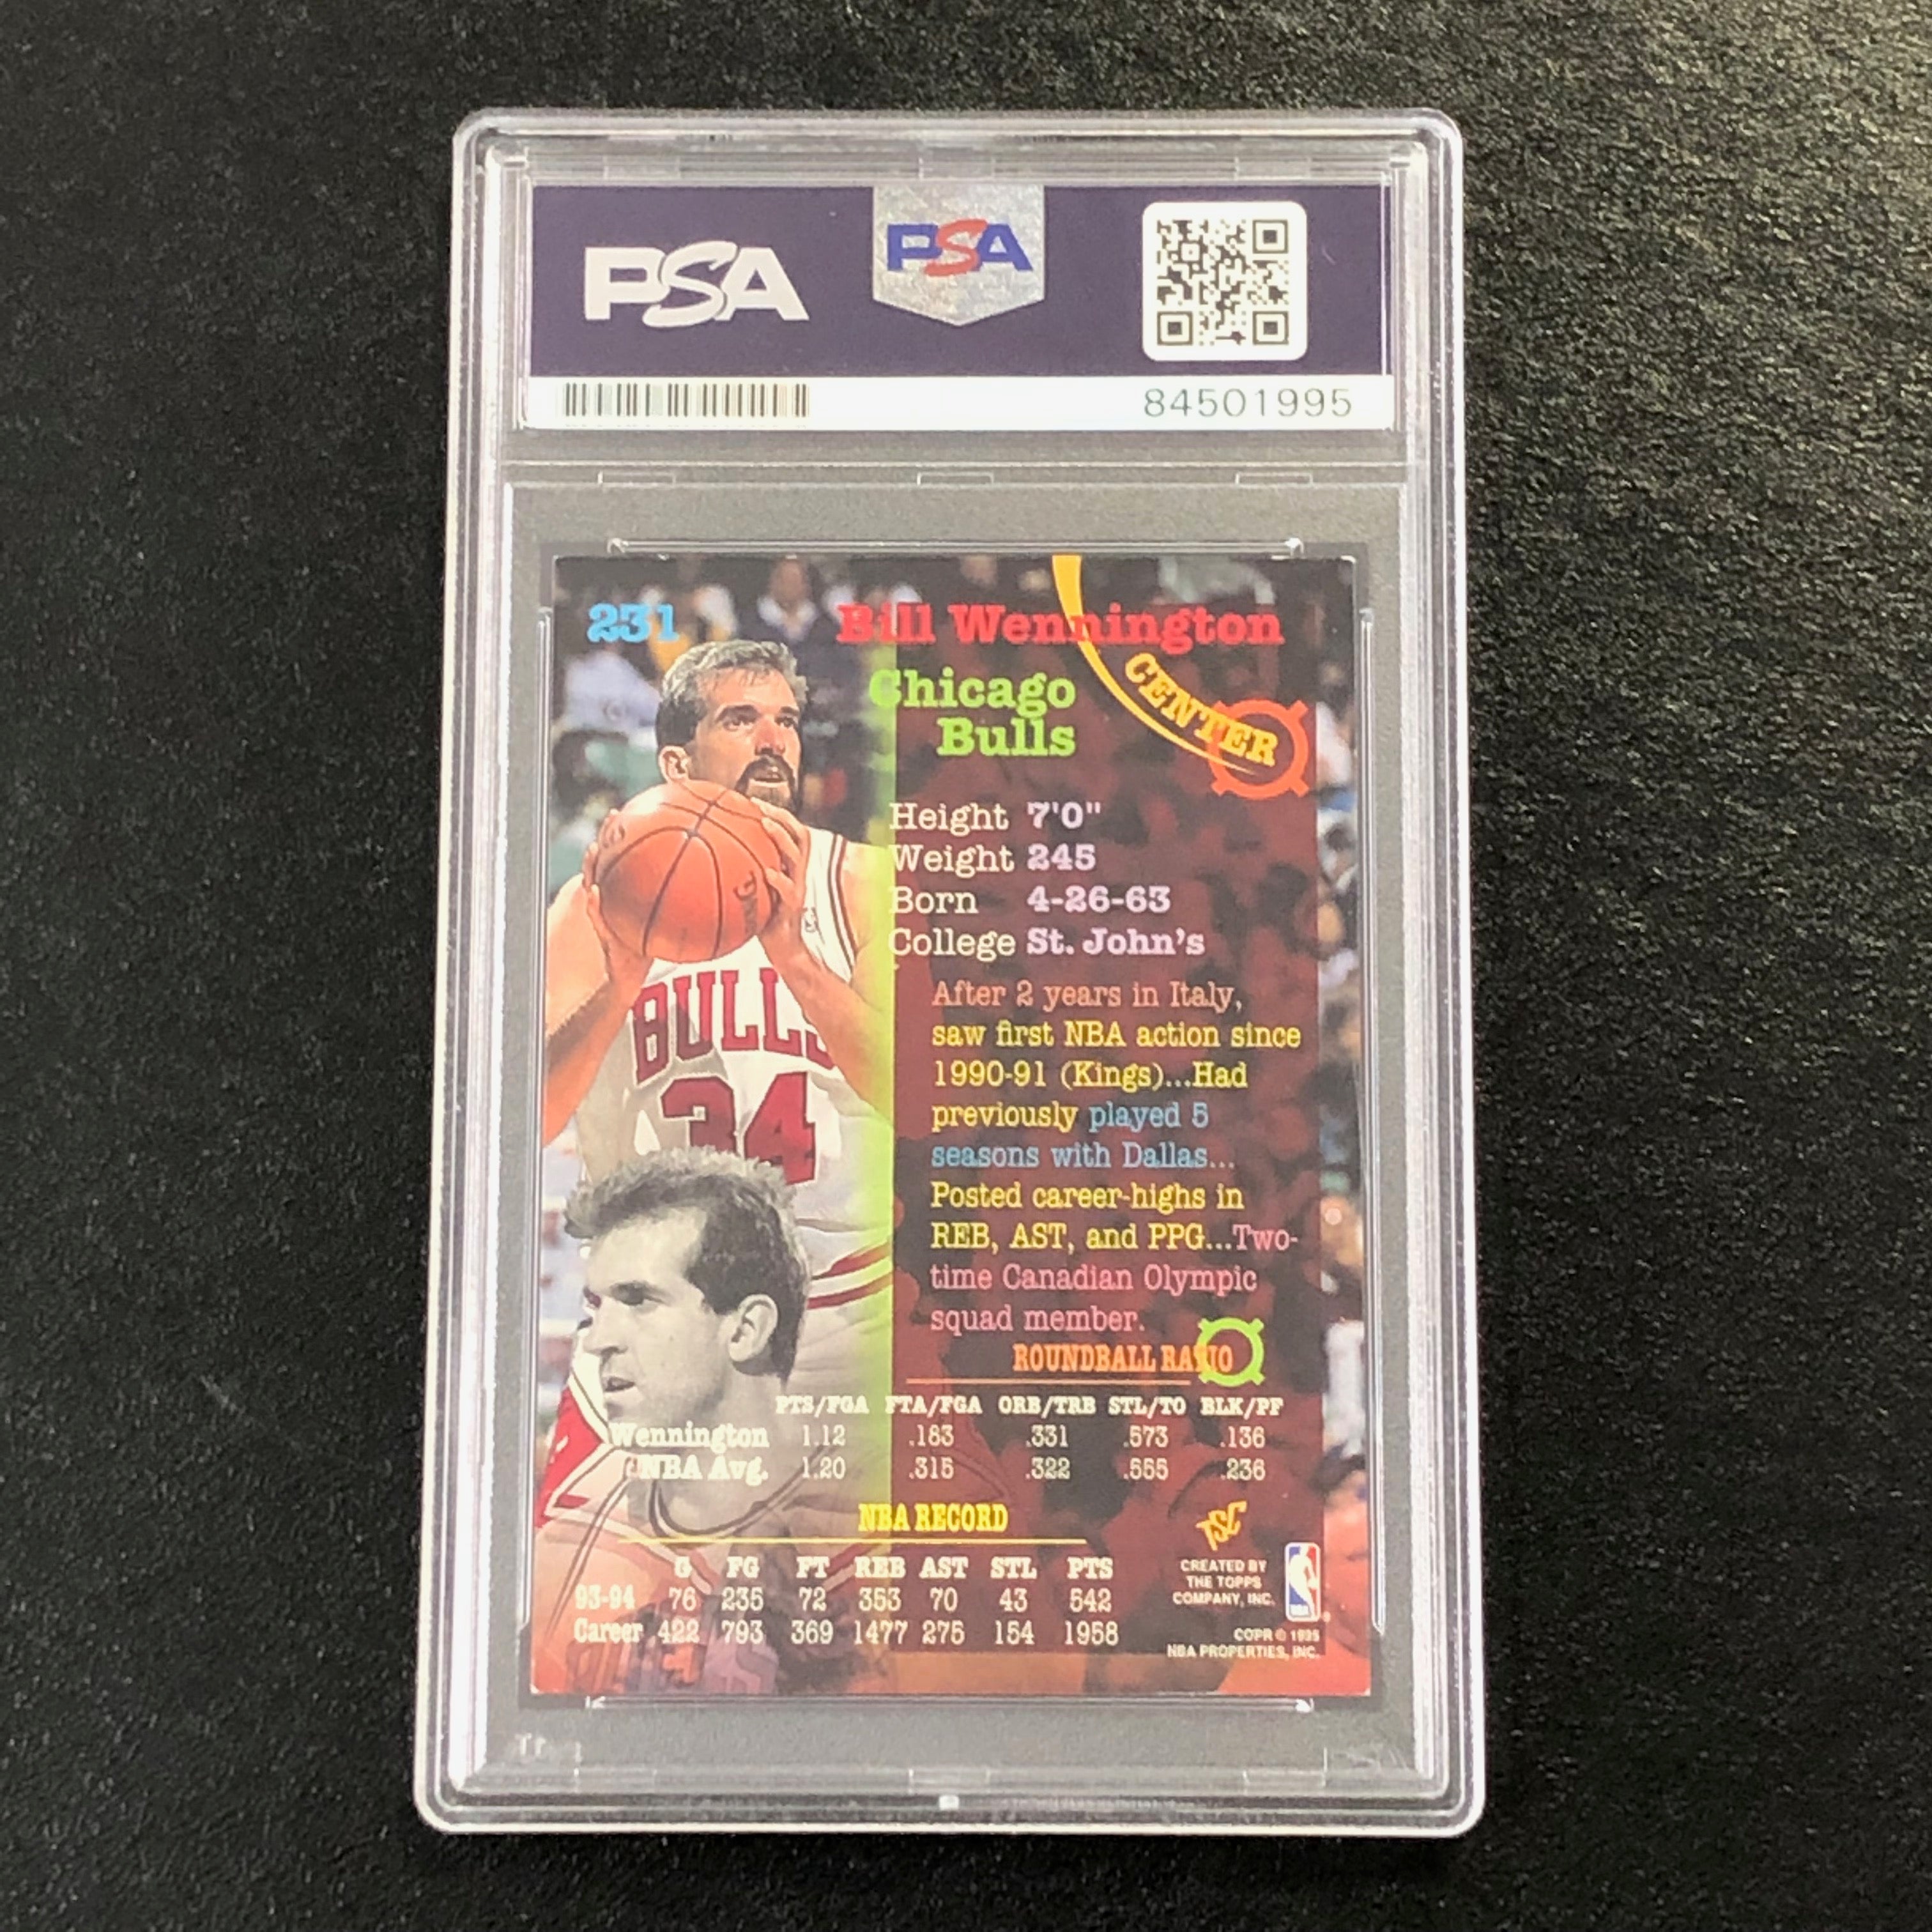 PSA
PSA
84501995
231 Bill Wennington
Chicago
Bulls
CENTER
Height 7'0"
Weight 245
Born 4-26-63
College St. John's
After 2 years in Italy,
saw first NBA action since
1990-91 (Kings)...Had
previously played 5
seasons with Dallas...
Posted career-highs in
REB, AST, and PPG...Two-
time Canadian Olympic
squad member.
BULLS
34
ROUNDBALL RATIO
PTS/FGA FTA/FGA ORB/TRB STL/TO BLK/PF
Wennington 1.12 .183 .331 .573 .136
NBA Avg. 1.20 .315 .322 .555 .236
NBA RECORD
G FG FT REB AST STL PTS
93-94 76 235 72 353 70 43 542
Career 422 793 369 1477 275 154 1958
TSC
CREATED BY
THE TOPPS
COMPANY, INC.
NBA
COPR © 1995
NBA PROPERTIES, INC.